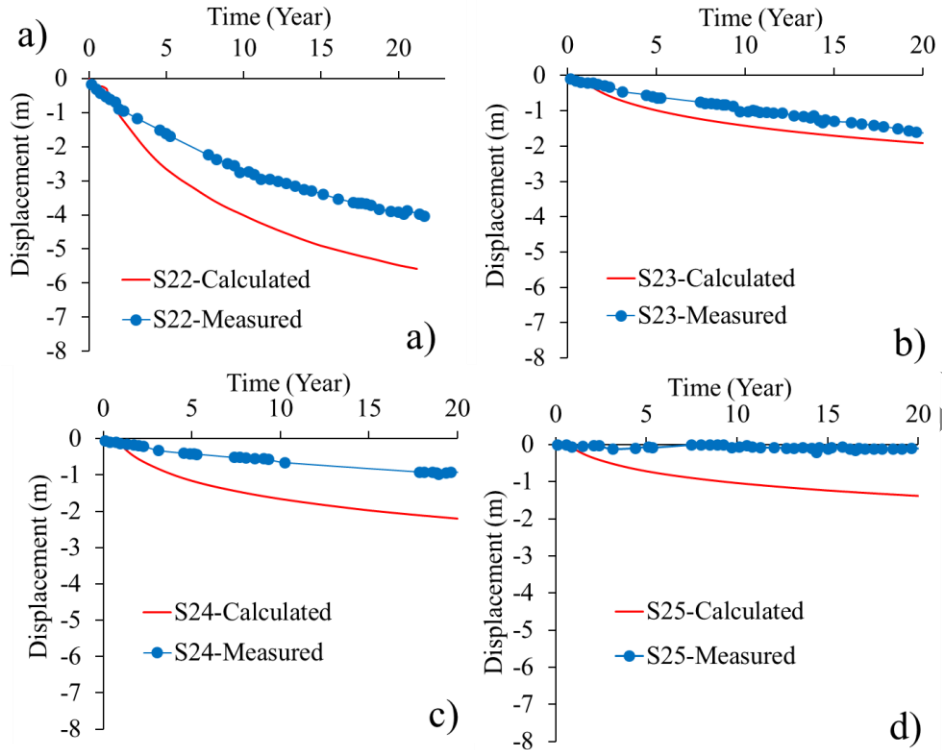 a)
Time (Year)
0 5 10 15 20
Displacement (m)
0
-1
-2
-3
-4
-5
-6
-7
-8
S22-Calculated
S22-Measured
a)
Time (Year)
0 5 10 15 20
Displacement (m)
0
-1
-2
-3
-4
-5
-6
-7
-8
S23-Calculated
S23-Measured
b)
Time (Year)
0 5 10 15 20
Displacement (m)
0
-1
-2
-3
-4
-5
-6
-7
-8
S24-Calculated
S24-Measured
c)
Time (Year)
0 5 10 15 20
Displacement (m)
0
-1
-2
-3
-4
-5
-6
-7
-8
S25-Calculated
S25-Measured
d)